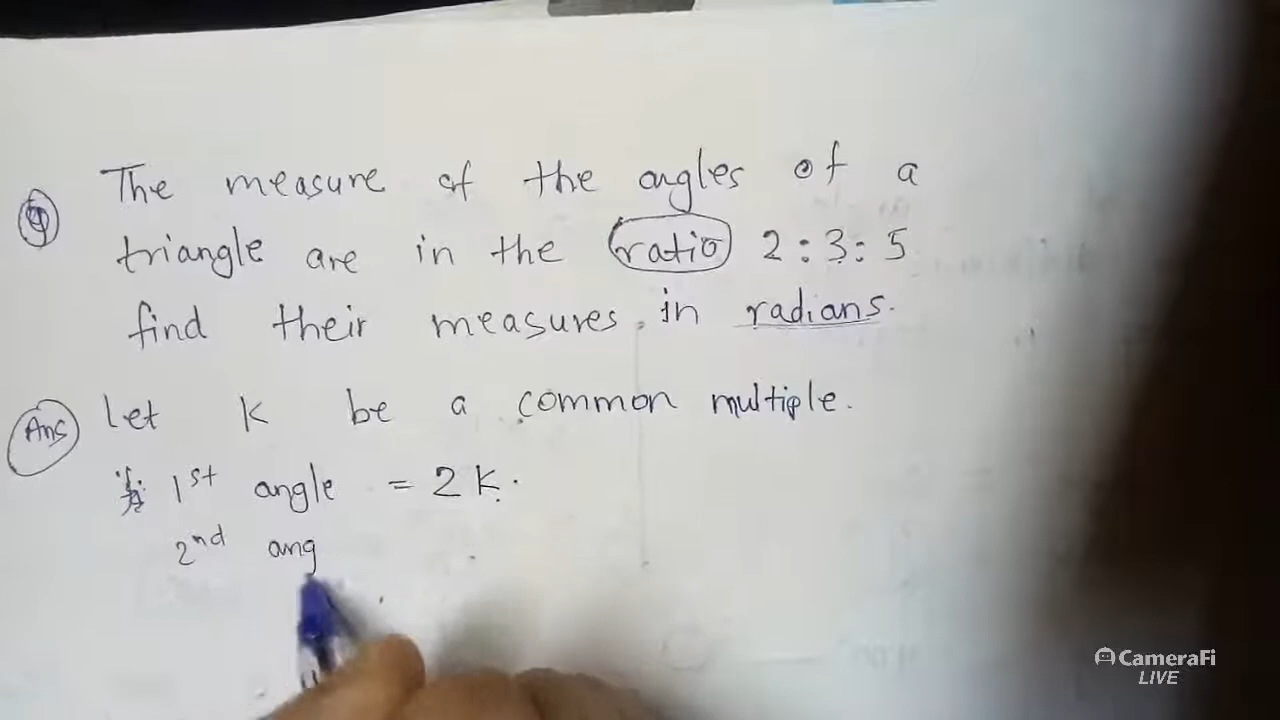 Q The measure of the angles of a
triangle are in the ratio 2 : 3 : 5
find their measures in radians.
Ans Let K be a common multiple.
1st angle = 2K.
2nd ang
CameraFi
LIVE